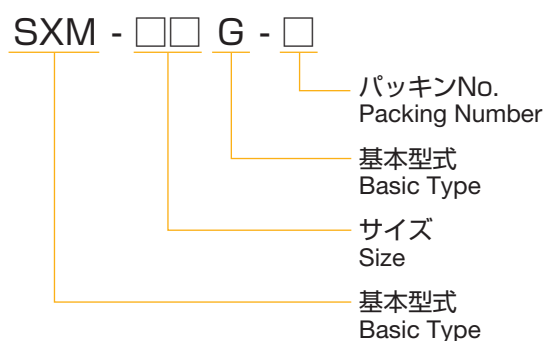 SXM - □□ G - □
パッキンNo.
Packing Number
基本型式
Basic Type
サイズ
Size
基本型式
Basic Type